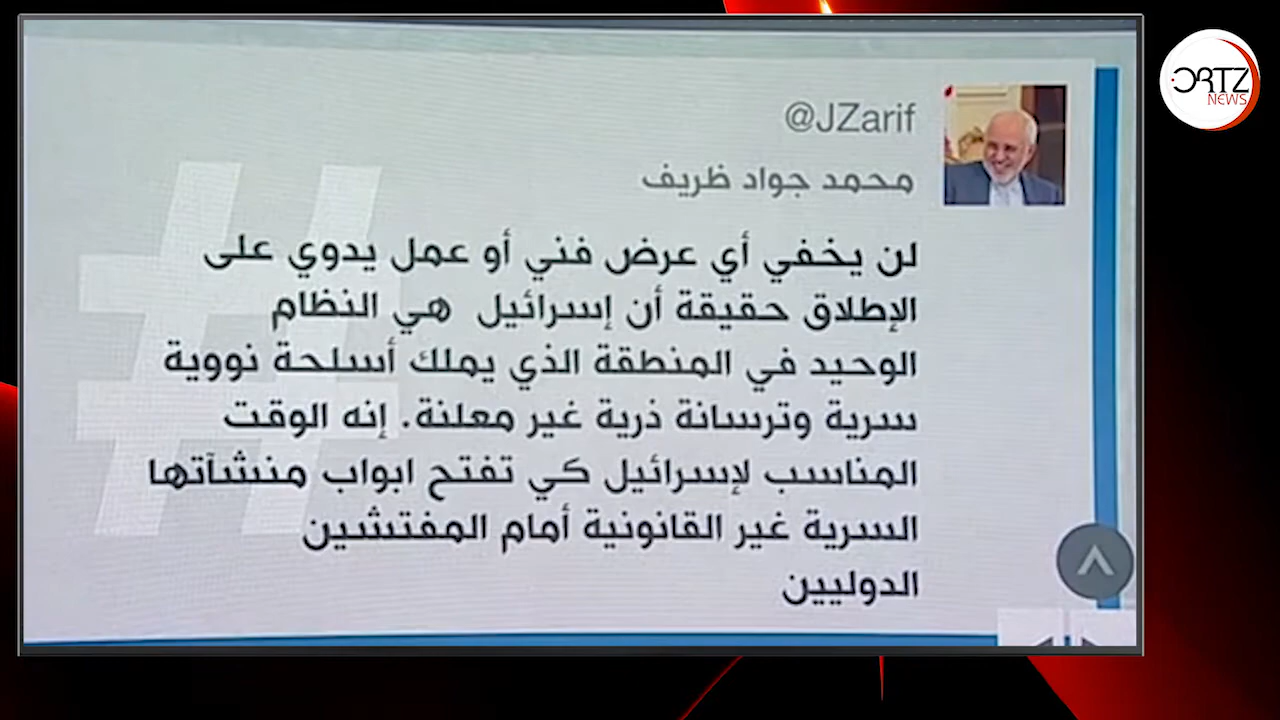 ORTZ
NEWS
@JZarif
محمد جواد ظريف
لن يخفي أي عرض فني أو عمل يدوي على
الإطلاق حقيقة أن إسرائيل هي النظام
الوحيد في المنطقة الذي يملك أسلحة نووية
سرية وترسانة ذرية غير معلنة. إنه الوقت
المناسب لإسرائيل كي تفتح ابواب منشآتها
السرية غير القانونية أمام المفتشين
الدوليين